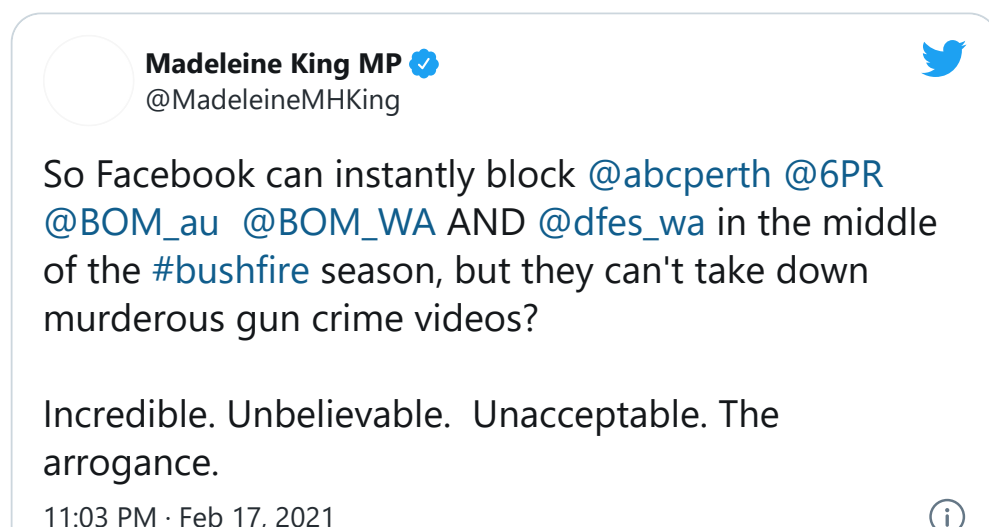 Madeleine King MP
@MadeleineMHKing
So Facebook can instantly block @abcperth @6PR
@BOM_au  @BOM_WA AND @dfes_wa in the middle
of the #bushfire season, but they can't take down
murderous gun crime videos?
Incredible. Unbelievable.  Unacceptable. The
arrogance.
11:03 PM · Feb 17, 2021